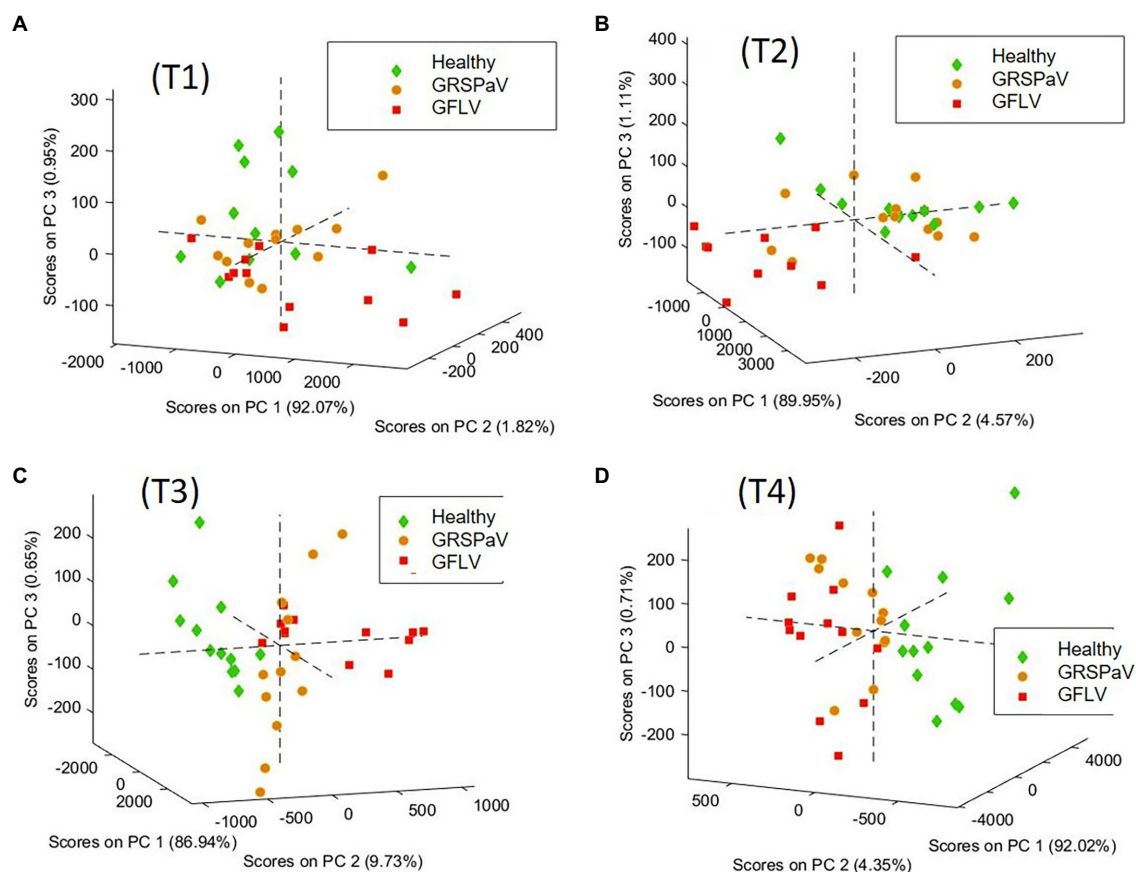 A
(T1)
Healthy
GRSPaV
GFLV
Scores on PC 3 (0.95%)
300
200
100
0
-100
-2000
-1000
0
1000
2000
-200
0
200
400
Scores on PC 1 (92.07%)
Scores on PC 2 (1.82%)
B
(T2)
Healthy
GRSPaV
GFLV
Scores on PC 3 (1.11%)
400
300
200
100
0
-100
-1000
0
1000
2000
3000
-200
0
200
Scores on PC 1 (89.95%)
Scores on PC 2 (4.57%)
C
(T3)
Healthy
GRSPaV
GFLV
Scores on PC 3 (0.65%)
200
100
0
-100
-200
-2000
0
2000
-1000
-500
0
500
1000
Scores on PC 1 (86.94%)
Scores on PC 2 (9.73%)
D
(T4)
Healthy
GRSPaV
GFLV
Scores on PC 3 (0.71%)
200
100
0
-100
-200
500
0
-500
-4000
0
4000
Scores on PC 1 (92.02%)
Scores on PC 2 (4.35%)